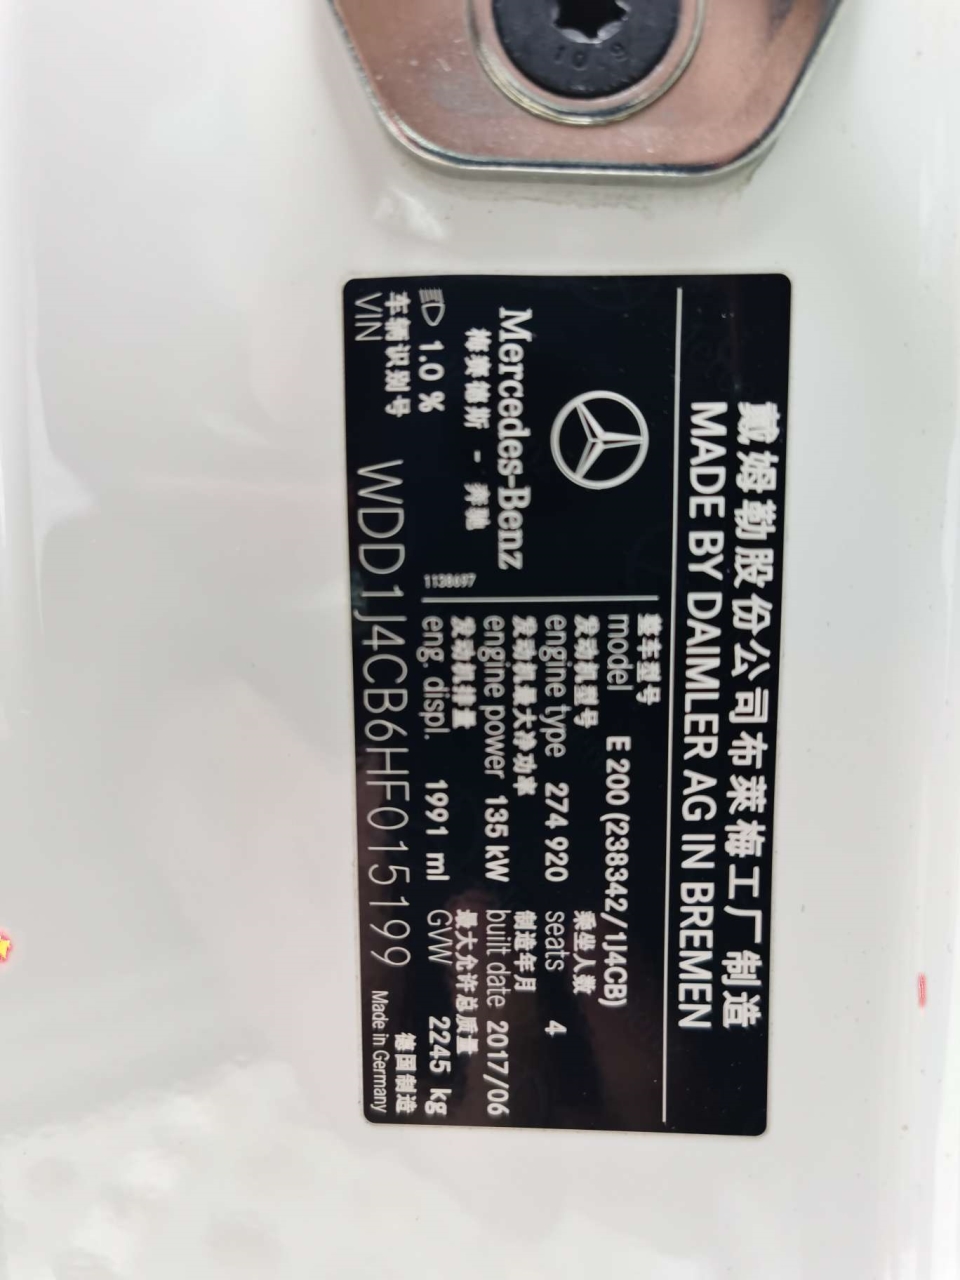 10.9
戴姆勒股份公司布莱梅工厂制造
MADE BY DAIMLER AG IN BREMEN
Mercedes-Benz
梅赛德斯 - 奔驰
1.0 %
整车型号
model E 200 (238342/1J4CB)
发动机型号 乘坐人数
engine type 274 920 seats 4
发动机最大净功率 制造年月
engine power 135 kW built date 2017/06
发动机排量 最大允许总质量
eng. displ. 1991 ml GVW 2245 kg
车辆识别号 德国制造
VIN WDD1J4CB6HF015199 Made in Germany